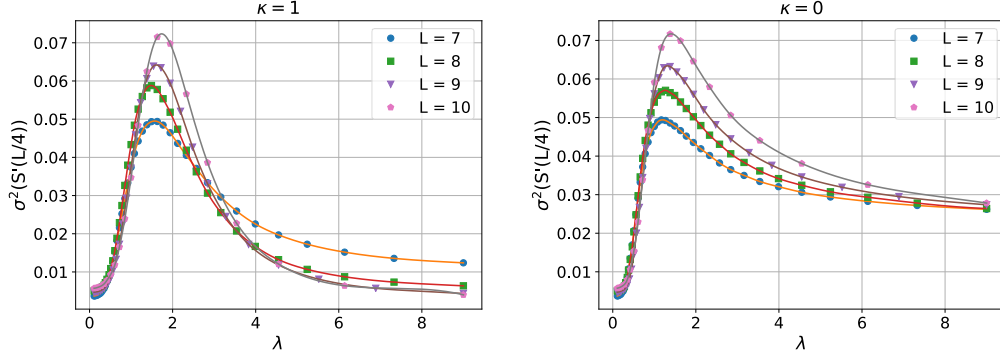 κ = 1
σ²(S'(L/4))
0.07
0.06
0.05
0.04
0.03
0.02
0.01
0 2 4 6 8
λ
L = 7
L = 8
L = 9
L = 10
κ = 0
σ²(S'(L/4))
0.07
0.06
0.05
0.04
0.03
0.02
0.01
0 2 4 6 8
λ
L = 7
L = 8
L = 9
L = 10